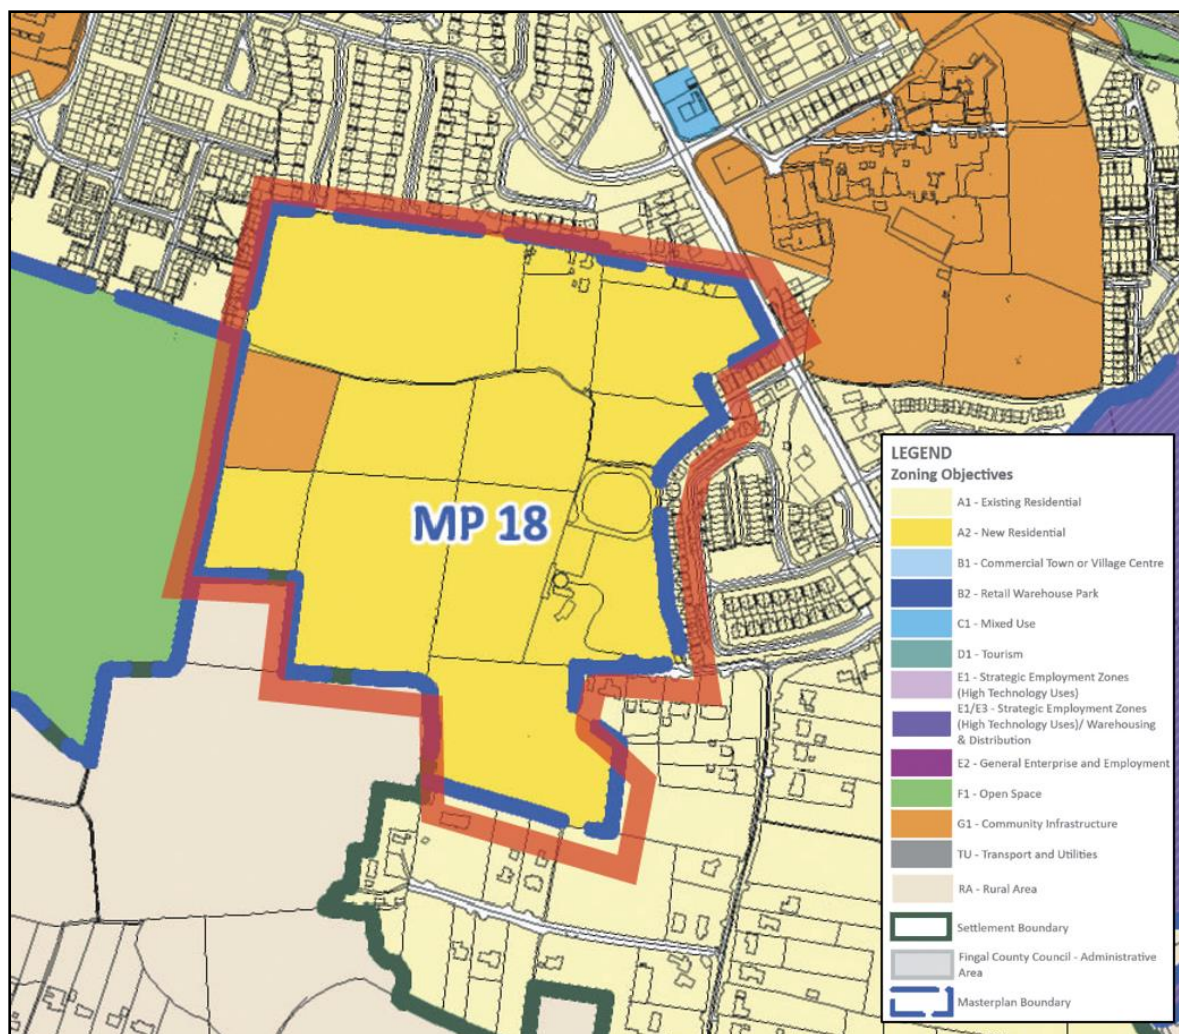 MP 18
LEGEND
Zoning Objectives
A1 - Existing Residential
A2 - New Residential
B1 - Commercial Town or Village Centre
B2 - Retail Warehouse Park
C1 - Mixed Use
D1 - Tourism
E1 - Strategic Employment Zones
(High Technology Uses)
E1/E3 - Strategic Employment Zones
(High Technology Uses)/ Warehousing
& Distribution
E2 - General Enterprise and Employment
F1 - Open Space
G1 - Community Infrastructure
TU - Transport and Utilities
RA - Rural Area
Settlement Boundary
Fingal County Council - Administrative
Area
Masterplan Boundary